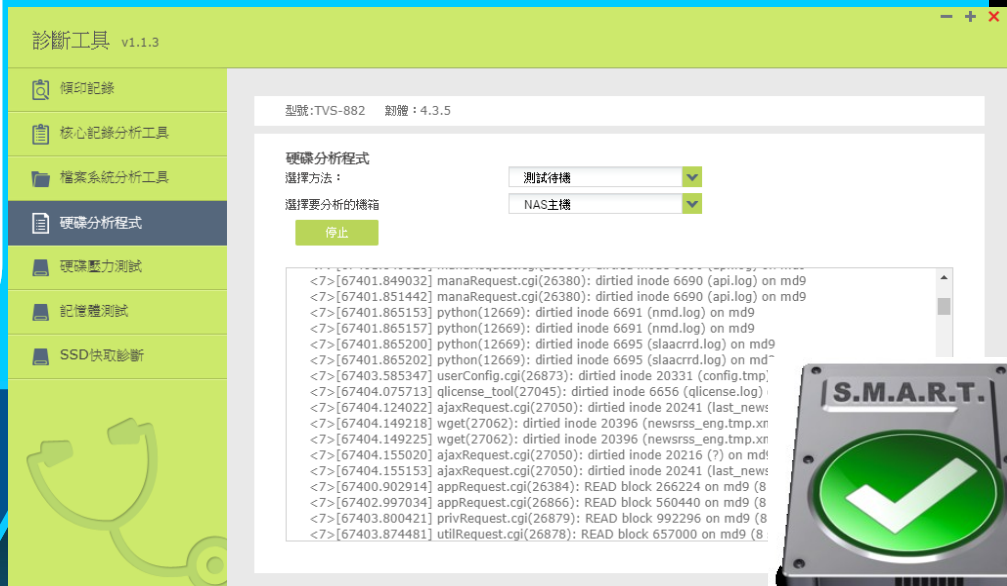 診斷工具 v1.1.3
傾印記錄
核心記錄分析工具
檔案系統分析工具
硬碟分析程式
硬碟壓力測試
記憶體測試
SSD快取診斷
型號:TVS-882 韌體：4.3.5
硬碟分析程式
選擇方法： 測試待機
選擇要分析的機箱 NAS主機
停止
<7>[67401.849032] manaRequest.cgi(26380): dirtied inode 6690 (api.log) on md9
<7>[67401.851442] manaRequest.cgi(26380): dirtied inode 6690 (api.log) on md9
<7>[67401.865153] python(12669): dirtied inode 6691 (nmd.log) on md9
<7>[67401.865157] python(12669): dirtied inode 6691 (nmd.log) on md9
<7>[67401.865200] python(12669): dirtied inode 6695 (slaacrrd.log) on md9
<7>[67401.865202] python(12669): dirtied inode 6695 (slaacrrd.log) on md
<7>[67403.585347] userConfig.cgi(26873): dirtied inode 20331 (config.tmp)
<7>[67404.075713] qlicense_tool(27045): dirtied inode 6656 (qlicense.log)
<7>[67404.124022] ajaxRequest.cgi(27050): dirtied inode 20241 (last_news
<7>[67404.149218] wget(27062): dirtied inode 20396 (newsrss_eng.tmp.xm
<7>[67404.149225] wget(27062): dirtied inode 20396 (newsrss_eng.tmp.xm
<7>[67404.155020] ajaxRequest.cgi(27050): dirtied inode 20216 (?) on md9
<7>[67404.155153] ajaxRequest.cgi(27050): dirtied inode 20241 (last_news
<7>[67400.902914] appRequest.cgi(26384): READ block 266224 on md9 (8
<7>[67402.997034] appRequest.cgi(26866): READ block 560440 on md9 (8
<7>[67403.800421] privRequest.cgi(26879): READ block 992296 on md9 (8
<7>[67403.874481] utilRequest.cgi(26878): READ block 657000 on md9 (8
S.M.A.R.T.